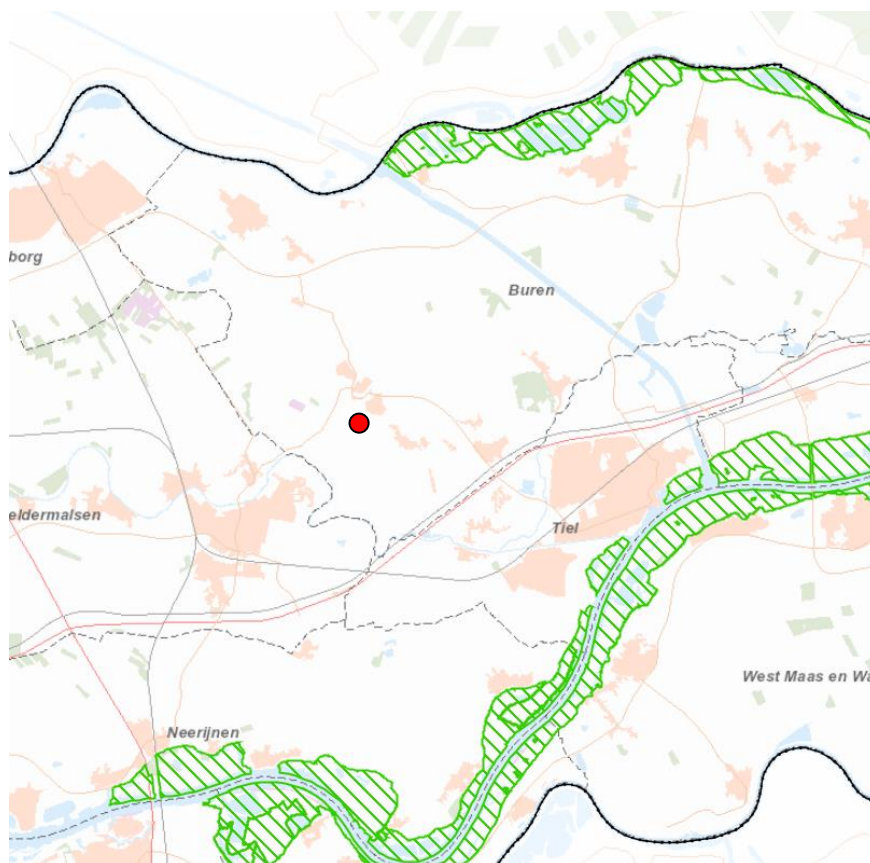 borg
Buren
eldermalsen
Tiel
West Maas en Wa
Neerijnen